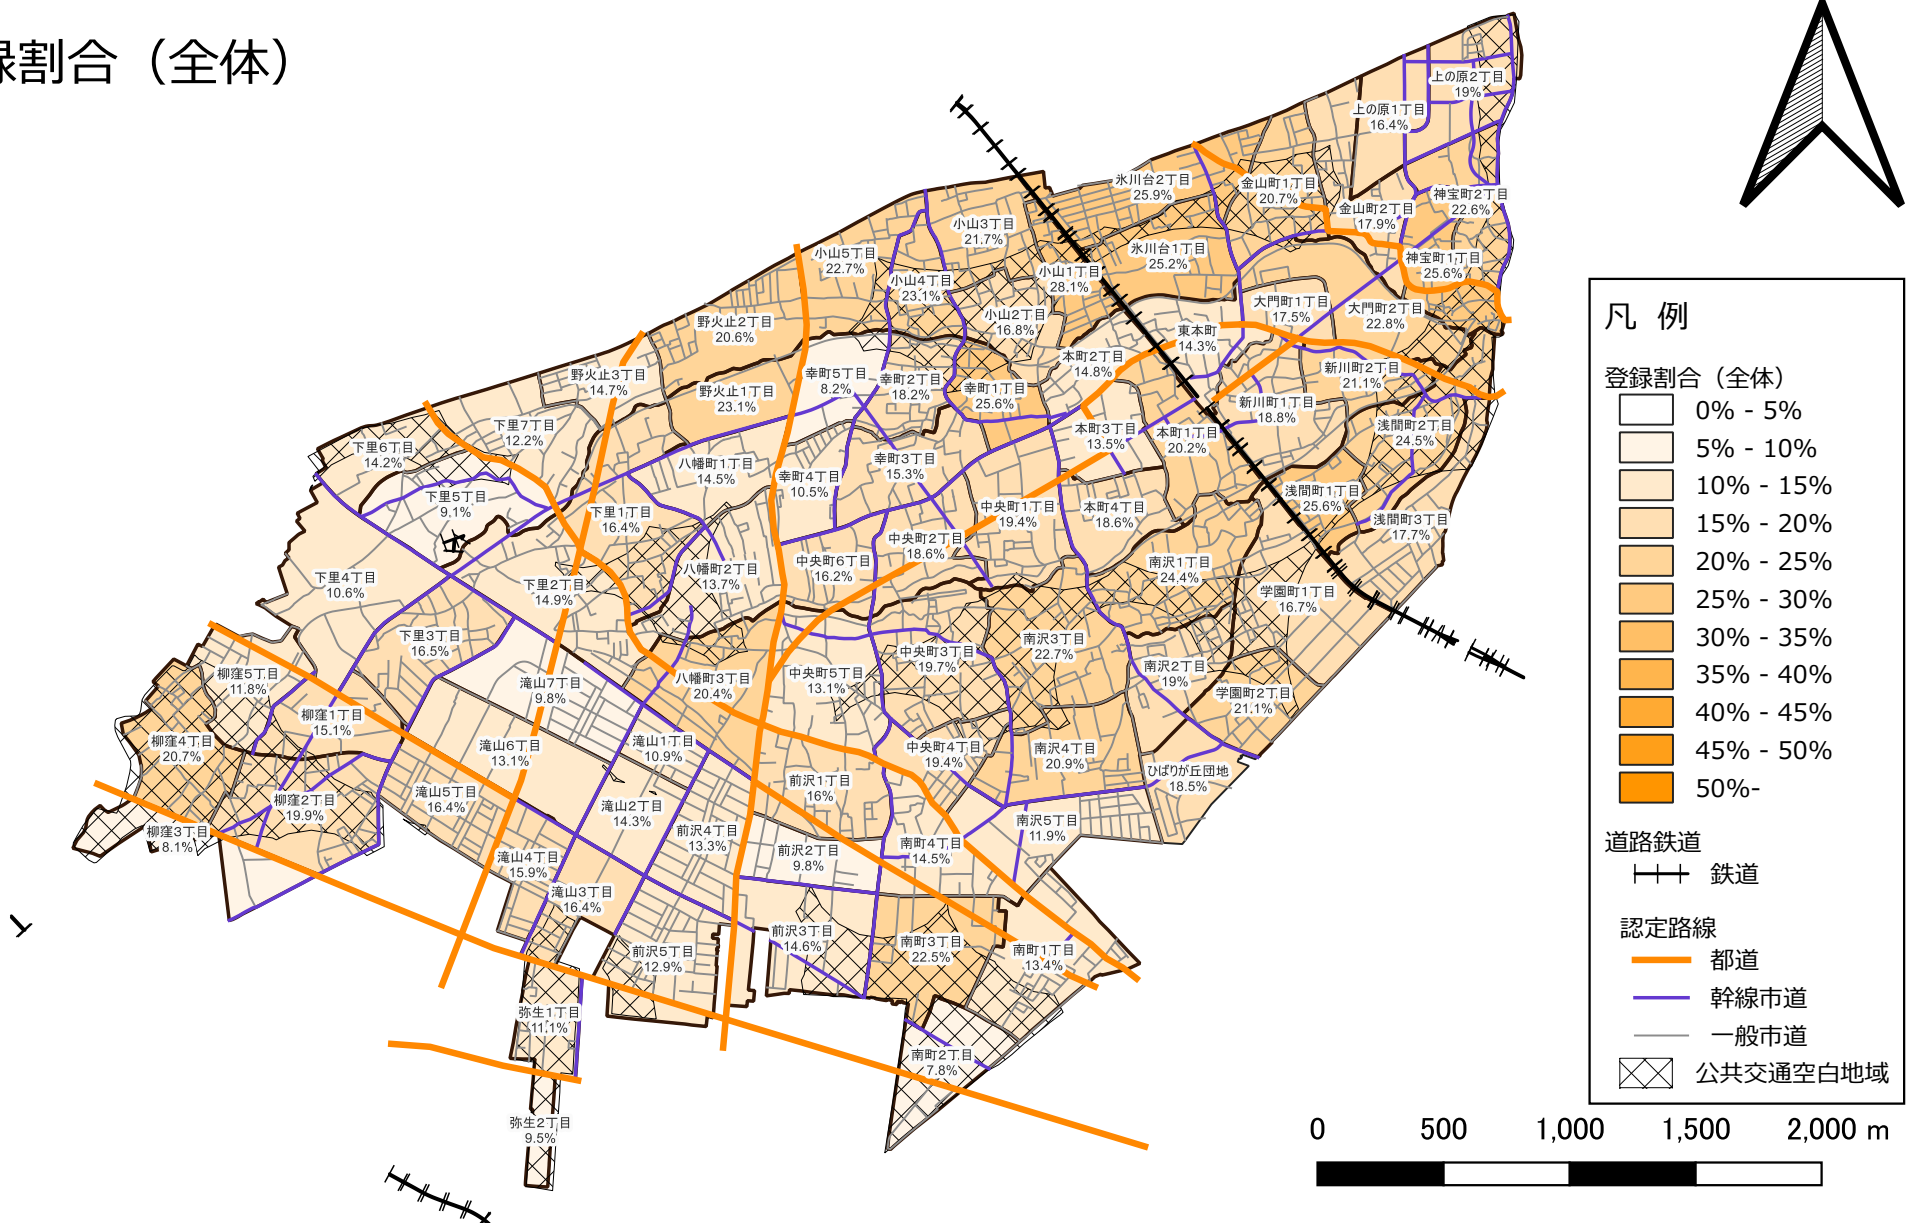 録割合（全体）
上の原2丁目
19%
上の原1丁目
16.4%
氷川台2丁目
25.9%
金山町1丁目
20.7%
神宝町2丁目
22.6%
金山町2丁目
17.9%
小山3丁目
21.7%
氷川台1丁目
25.2%
小山5丁目
22.7%
神宝町1丁目
25.6%
小山1丁目
28.1%
小山4丁目
23.1%
大門町1丁目
17.5%
大門町2丁目
22.8%
小山2丁目
16.8%
野火止2丁目
20.6%
東本町
14.3%
本町2丁目
14.8%
新川町2丁目
21.1%
野火止3丁目
14.7%
幸町5丁目
8.2%
幸町2丁目
18.2%
幸町1丁目
25.6%
野火止1丁目
23.1%
新川町1丁目
18.8%
下里7丁目
12.2%
本町3丁目
13.5%
本町1丁目
20.2%
浅間町2丁目
24.5%
下里6丁目
14.2%
八幡町1丁目
14.5%
幸町3丁目
15.3%
幸町4丁目
10.5%
下里5丁目
9.1%
浅間町1丁目
25.6%
下里1丁目
16.4%
中央町1丁目
19.4%
本町4丁目
18.6%
浅間町3丁目
17.7%
中央町2丁目
18.6%
中央町6丁目
16.2%
南沢1丁目
24.4%
八幡町2丁目
13.7%
下里4丁目
10.6%
下里2丁目
14.9%
学園町1丁目
16.7%
下里3丁目
16.5%
南沢3丁目
22.7%
中央町3丁目
19.7%
南沢2丁目
19%
柳窪5丁目
11.8%
中央町5丁目
13.1%
八幡町3丁目
20.4%
滝山7丁目
9.8%
学園町2丁目
21.1%
柳窪1丁目
15.1%
柳窪4丁目
20.7%
滝山6丁目
13.1%
滝山1丁目
10.9%
中央町4丁目
19.4%
南沢4丁目
20.9%
ひばりが丘団地
18.5%
前沢1丁目
16%
滝山5丁目
16.4%
柳窪2丁目
19.9%
滝山2丁目
14.3%
南沢5丁目
11.9%
柳窪3丁目
8.1%
前沢4丁目
13.3%
前沢2丁目
9.8%
南町4丁目
14.5%
滝山4丁目
15.9%
滝山3丁目
16.4%
前沢3丁目
14.6%
南町3丁目
22.5%
前沢5丁目
12.9%
南町1丁目
13.4%
弥生1丁目
11.1%
南町2丁目
7.8%
弥生2丁目
9.5%
凡 例
登録割合（全体）
0% - 5%
5% - 10%
10% - 15%
15% - 20%
20% - 25%
25% - 30%
30% - 35%
35% - 40%
40% - 45%
45% - 50%
50%-
道路鉄道
鉄道
認定路線
都道
幹線市道
一般市道
公共交通空白地域
0 500 1,000 1,500 2,000 m